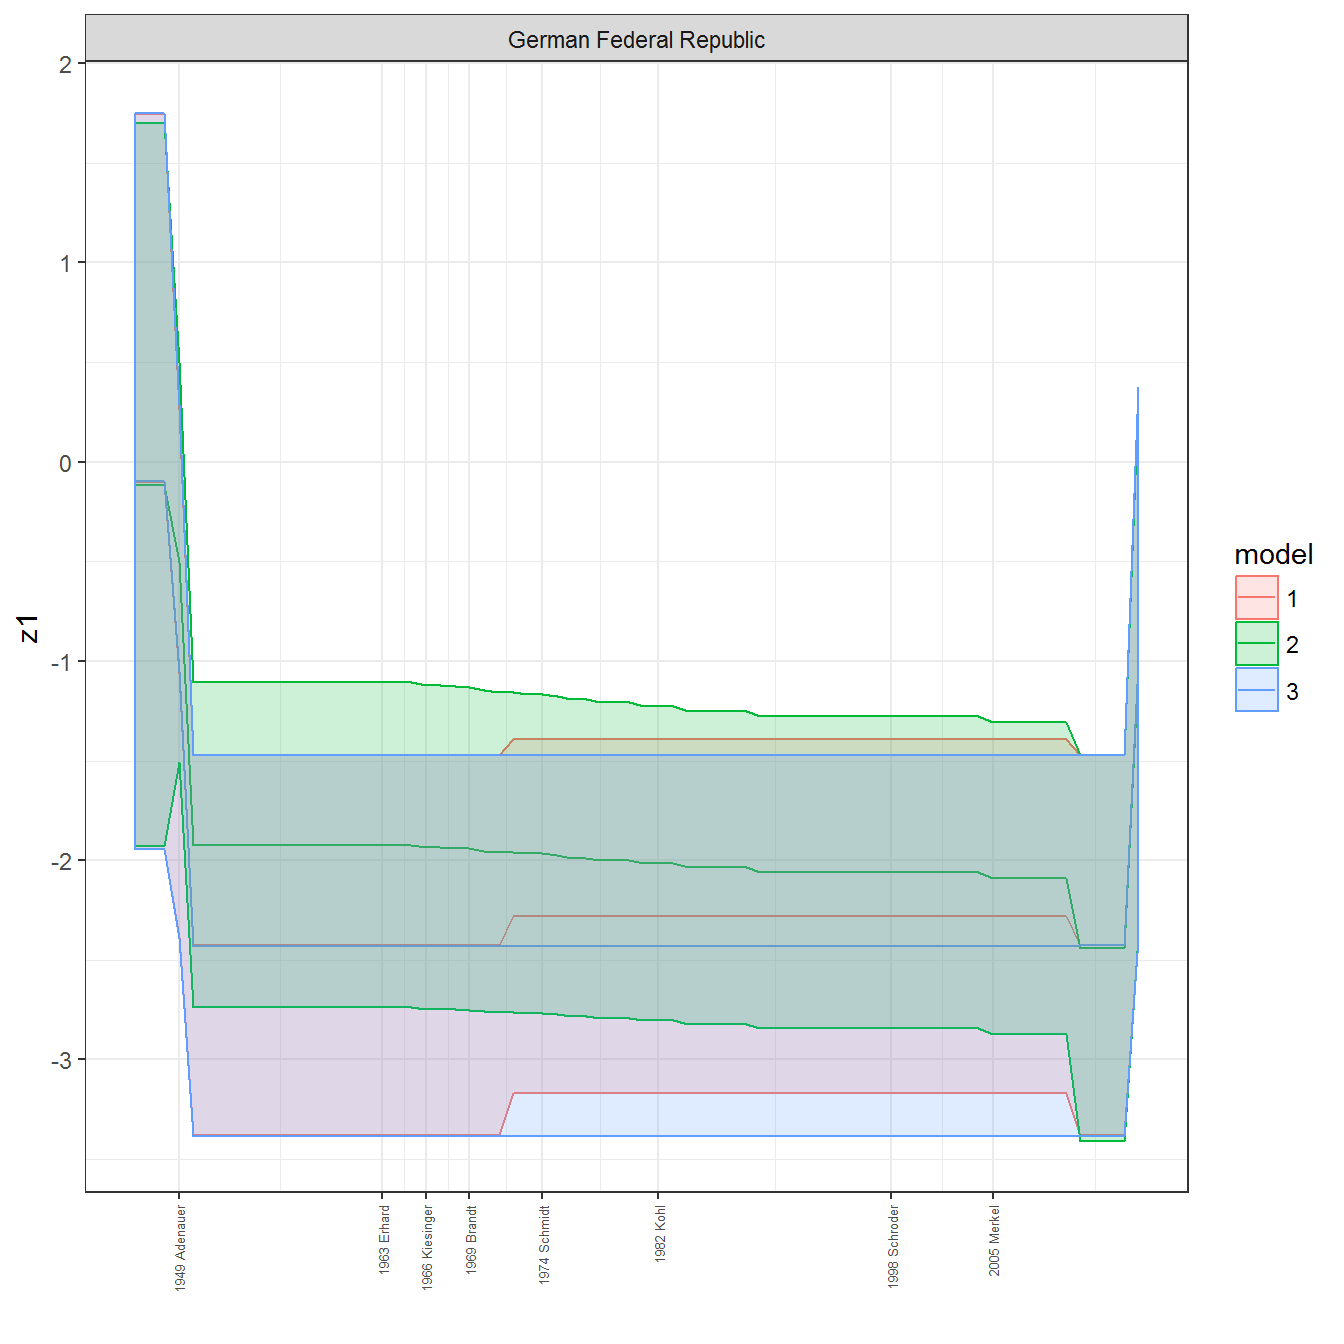 German Federal Republic
2
1
0
-1
-2
-3
z1
1949 Adenauer
1963 Erhard
1966 Kiesinger
1969 Brandt
1974 Schmidt
1982 Kohl
1998 Schroder
2005 Merkel
model
1
2
3